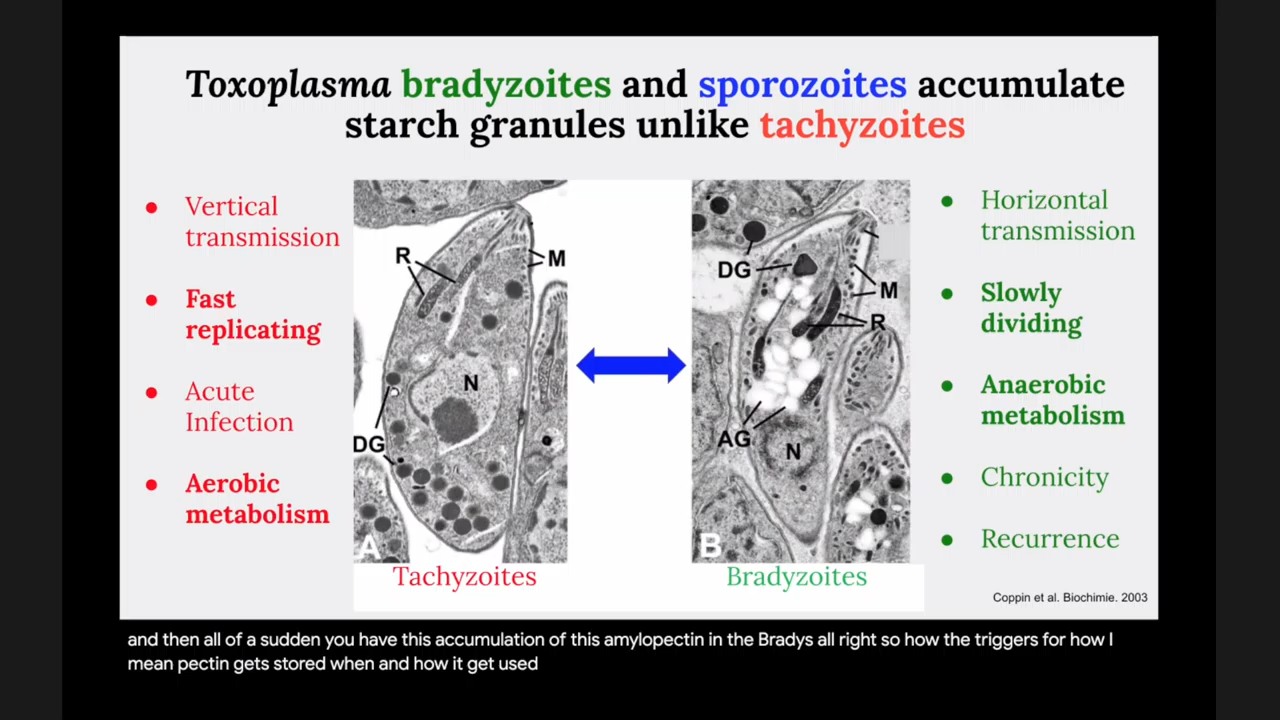 Toxoplasma bradyzoites and sporozoites accumulate
starch granules unlike tachyzoites
• Vertical
transmission
• Fast
replicating
• Acute
Infection
• Aerobic
metabolism
R
M
N
DG
A
Tachyzoites
DG
M
R
AG
N
B
Bradyzoites
• Horizontal
transmission
• Slowly
dividing
• Anaerobic
metabolism
• Chronicity
• Recurrence
Coppin et al. Biochimie. 2003
and then all of a sudden you have this accumulation of this amylopectin in the Bradys all right so how the triggers for how I
mean pectin gets stored when and how it get used